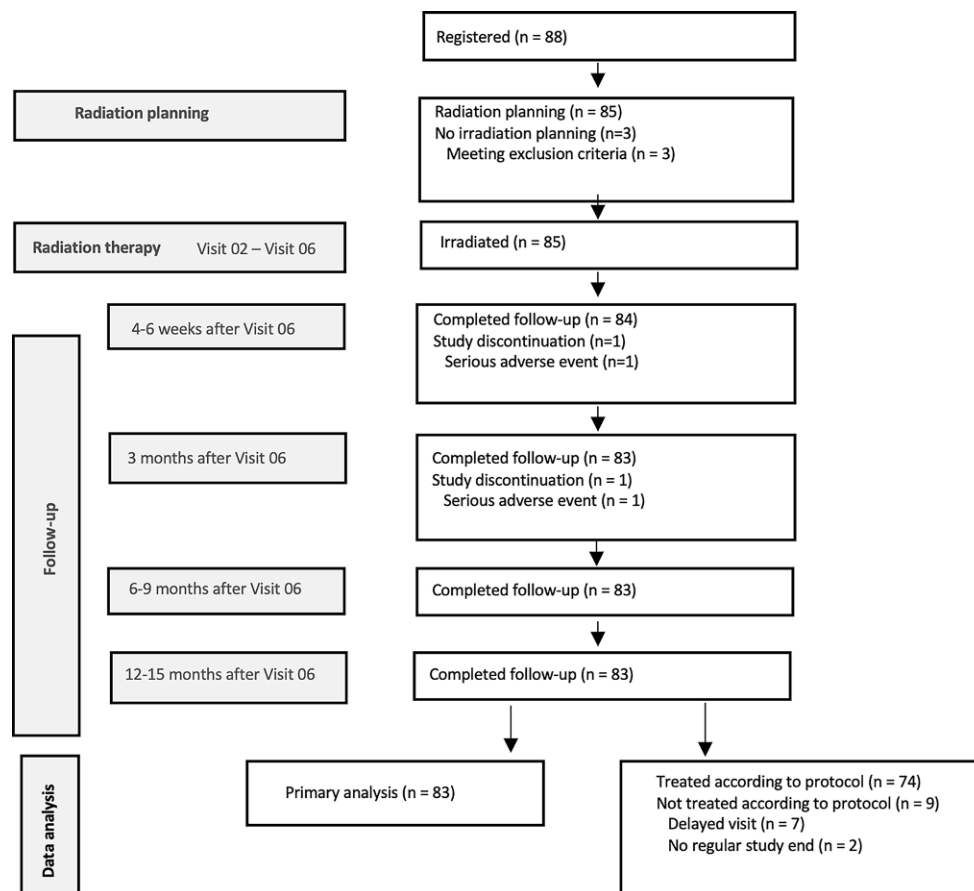 Registered (n = 88)
Radiation planning
Radiation planning (n = 85)
No irradiation planning (n=3)
Meeting exclusion criteria (n = 3)
Radiation therapy Visit 02 – Visit 06
Irradiated (n = 85)
Follow-up
4-6 weeks after Visit 06
Completed follow-up (n = 84)
Study discontinuation (n=1)
Serious adverse event (n=1)
3 months after Visit 06
Completed follow-up (n = 83)
Study discontinuation (n = 1)
Serious adverse event (n = 1)
6-9 months after Visit 06
Completed follow-up (n = 83)
12-15 months after Visit 06
Completed follow-up (n = 83)
Data analysis
Primary analysis (n = 83)
Treated according to protocol (n = 74)
Not treated according to protocol (n = 9)
Delayed visit (n = 7)
No regular study end (n = 2)